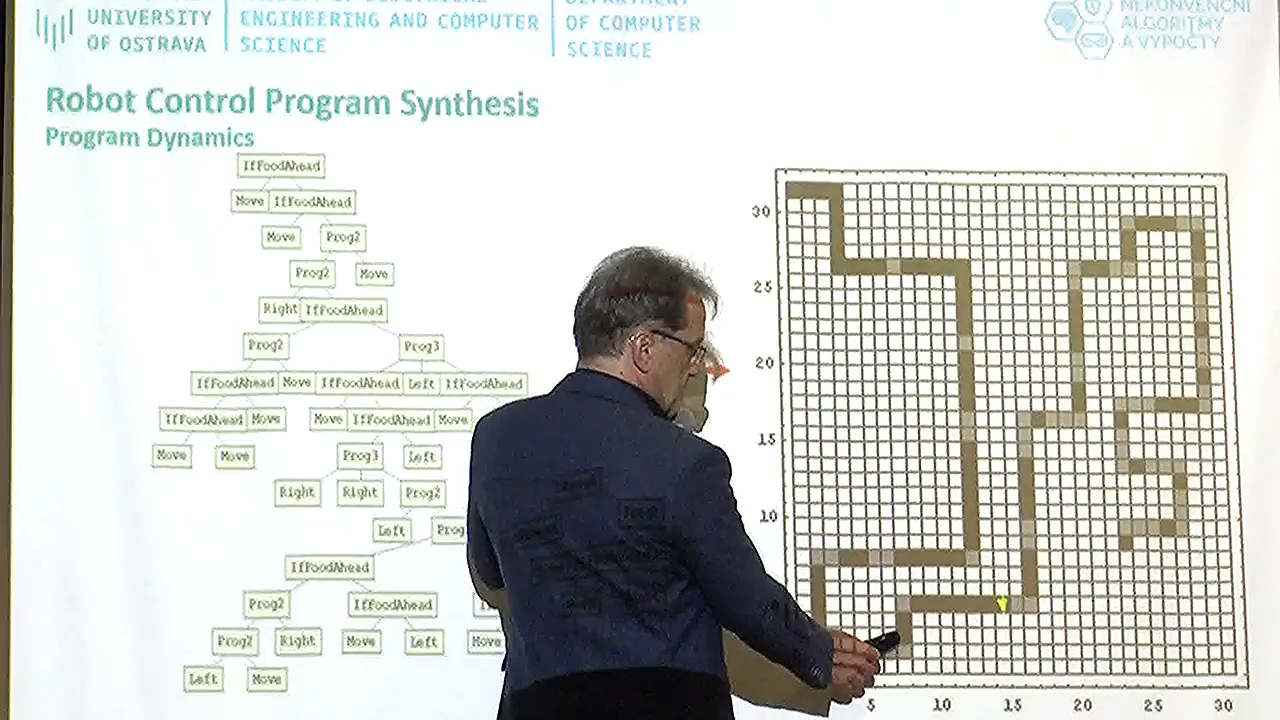 UNIVERSITY
OF OSTRAVA
ENGINEERING AND COMPUTER
SCIENCE
OF COMPUTER
SCIENCE
NEKONVENČNÍ
ALGORITMY
A VÝPOČTY
Robot Control Program Synthesis
Program Dynamics
IfFoodAhead
Move IfFoodAhead
Move Prog2
Prog2 Move
Right IfFoodAhead
Prog2 Prog3
IfFoodAhead Move IfFoodAhead Left IfFoodAhead
IfFoodAhead Move Move IfFoodAhead Move
Move Move Prog3 Left
Right Right Prog2
Left Prog
IfFoodAhead
Prog2 IfFoodAhead
Prog2 Right Move Left Move
Left Move
30
25
20
15
10
5 10 15 20 25 30